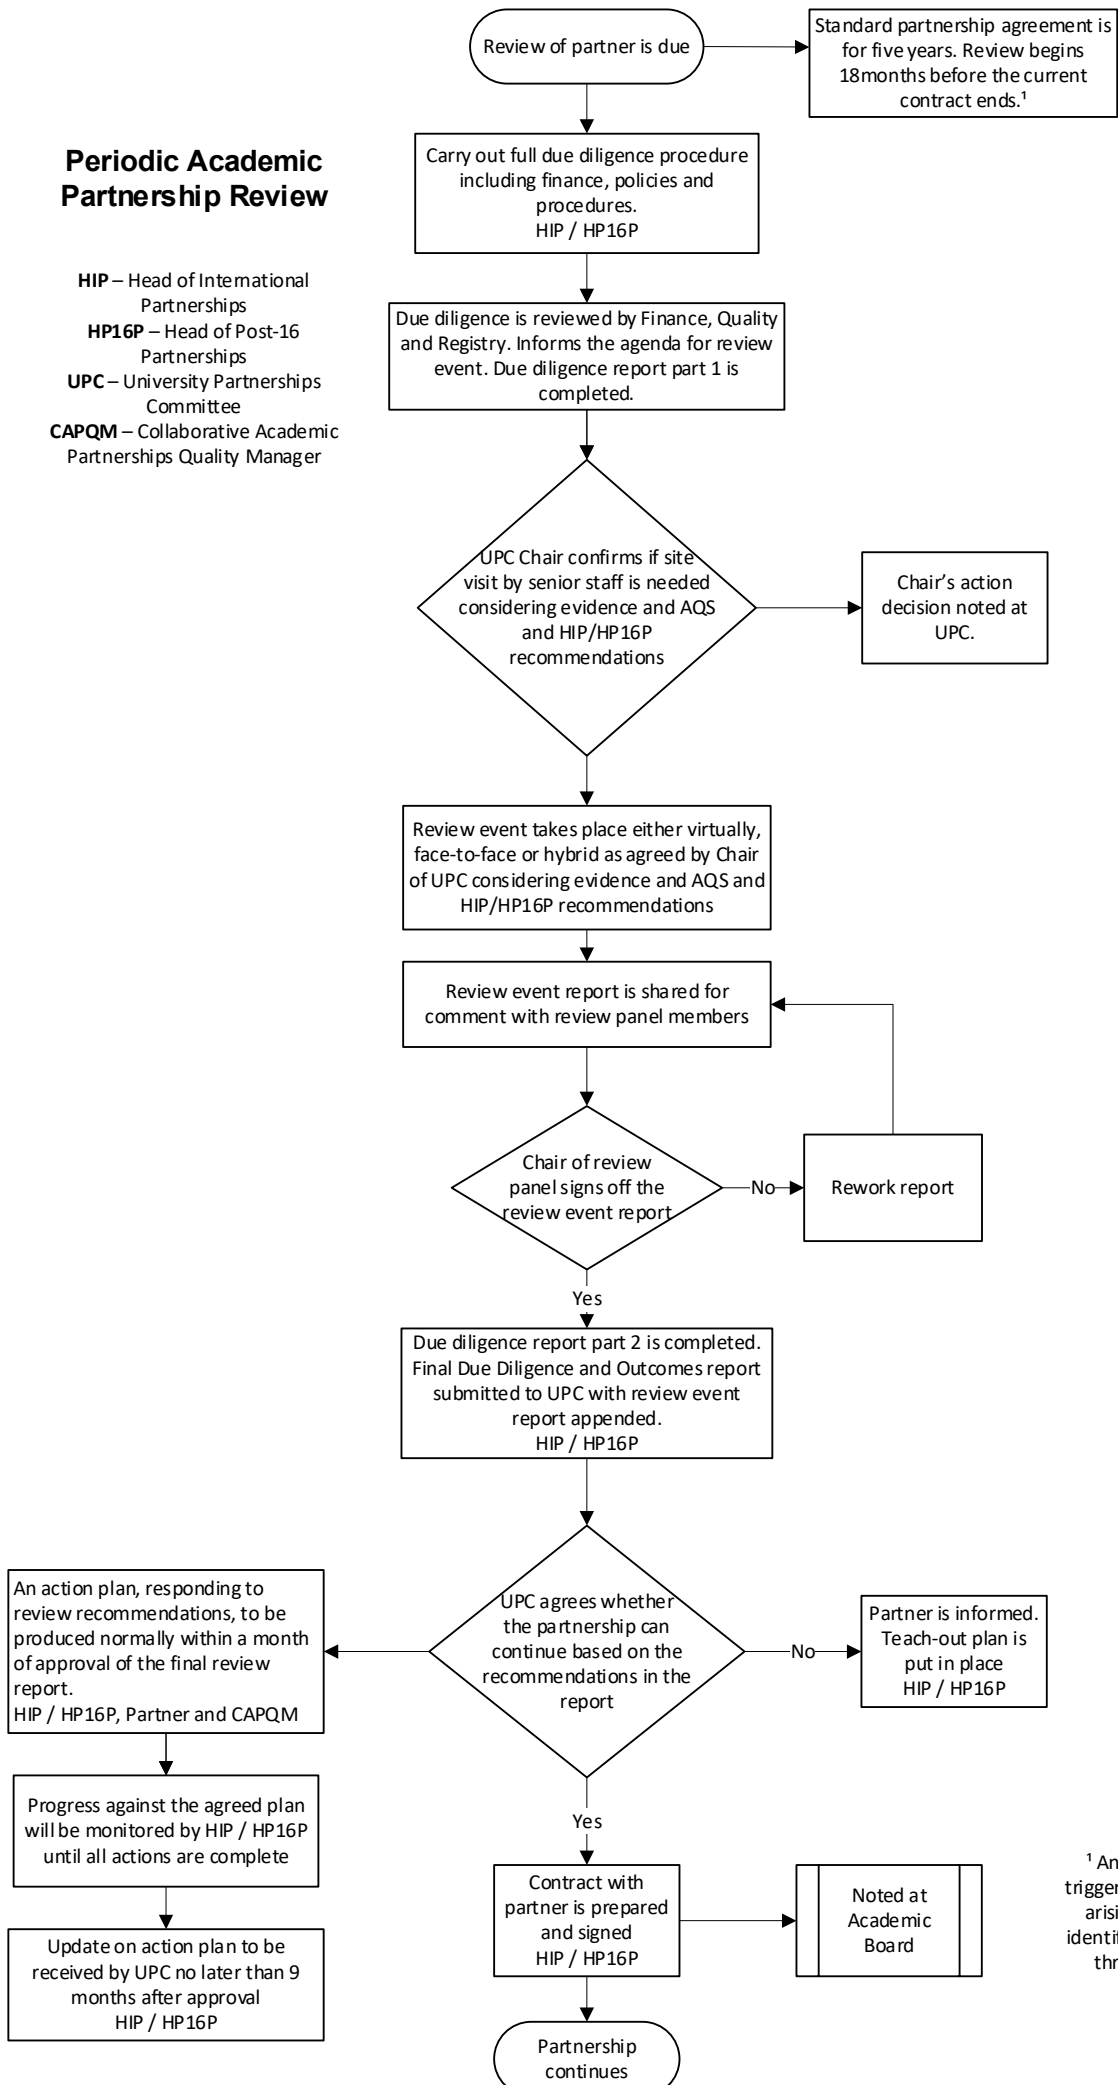 Review of partner is due
Standard partnership agreement is
for five years. Review begins
18months before the current
contract ends.¹
Periodic Academic
Partnership Review
Carry out full due diligence procedure
including finance, policies and
procedures.
HIP / HP16P
HIP – Head of International
Partnerships
HP16P – Head of Post-16
Partnerships
UPC – University Partnerships
Committee
CAPQM – Collaborative Academic
Partnerships Quality Manager
Due diligence is reviewed by Finance, Quality
and Registry. Informs the agenda for review
event. Due diligence report part 1 is
completed.
UPC Chair confirms if site
visit by senior staff is needed
considering evidence and AQS
and HIP/HP16P
recommendations
Chair's action
decision noted at
UPC.
Review event takes place either virtually,
face-to-face or hybrid as agreed by Chair
of UPC considering evidence and AQS and
HIP/HP16P recommendations
Review event report is shared for
comment with review panel members
Chair of review
panel signs off the
review event report
No
Rework report
Yes
Due diligence report part 2 is completed.
Final Due Diligence and Outcomes report
submitted to UPC with review event
report appended.
HIP / HP16P
UPC agrees whether
the partnership can
continue based on the
recommendations in the
report
No
Partner is informed.
Teach-out plan is
put in place
HIP / HP16P
An action plan, responding to
review recommendations, to be
produced normally within a month
of approval of the final review
report.
HIP / HP16P, Partner and CAPQM
Progress against the agreed plan
will be monitored by HIP / HP16P
until all actions are complete
Update on action plan to be
received by UPC no later than 9
months after approval
HIP / HP16P
Yes
Contract with
partner is prepared
and signed
HIP / HP16P
Noted at
Academic
Board
Partnership
continues
¹ An
trigger
arisi
identif
thr